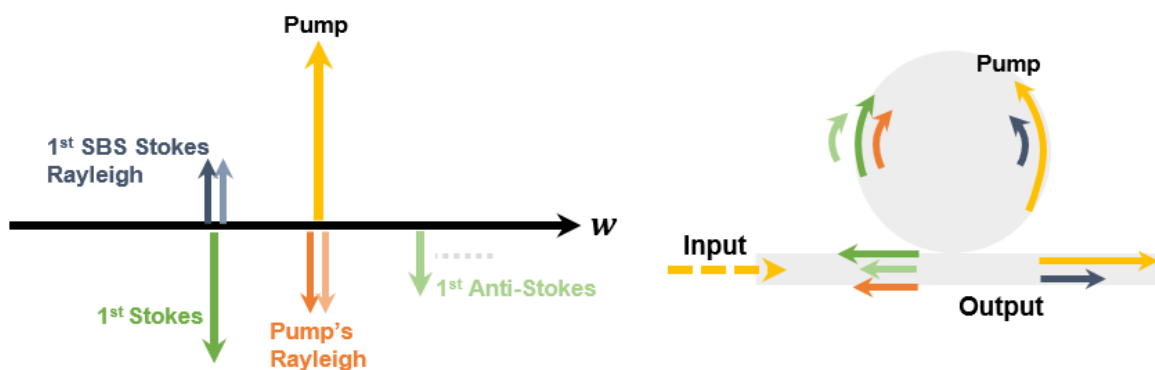 Pump
1st SBS Stokes
Rayleigh
w
1st Stokes
Pump's
Rayleigh
1st Anti-Stokes
Pump
Input
Output